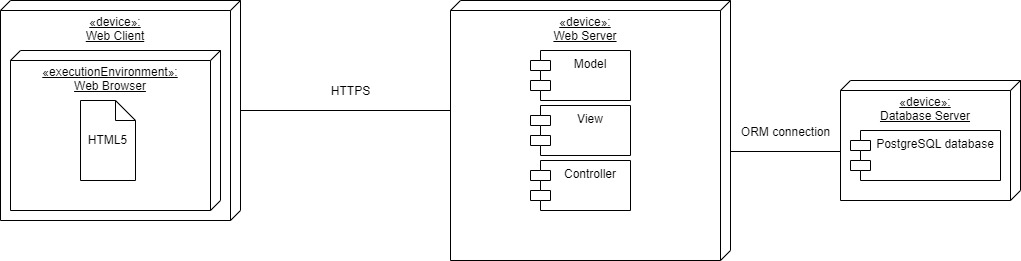 «device»:
Web Client
«executionEnvironment»:
Web Browser
HTML5
HTTPS
«device»:
Web Server
Model
View
Controller
ORM connection
«device»:
Database Server
PostgreSQL database